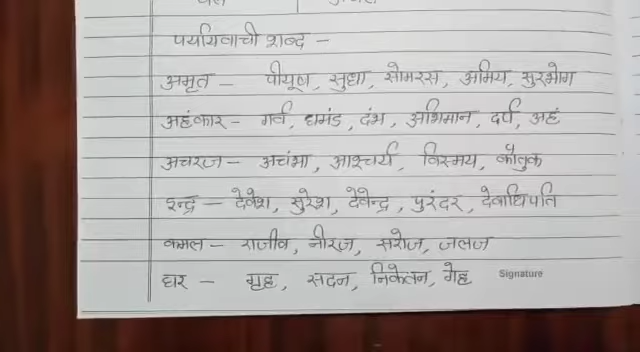 पर्यायवाची शब्द -
अमृत - पीयूष, सुधा, सोमरस, अमिय, सुरभोग
अहंकार - गर्व, घमंड, दंभ, अभिमान, दर्प, अहं
अचरज - अचंभा, आश्चर्य, विस्मय, कौतुक
इन्द्र - देवेश, सुरेश, देवेन्द्र, पुरंदर, देवाधिपति
कमल - राजीव, नीरज, सरोज, जलज
घर - गृह, सदन, निकेतन, गेह Signature